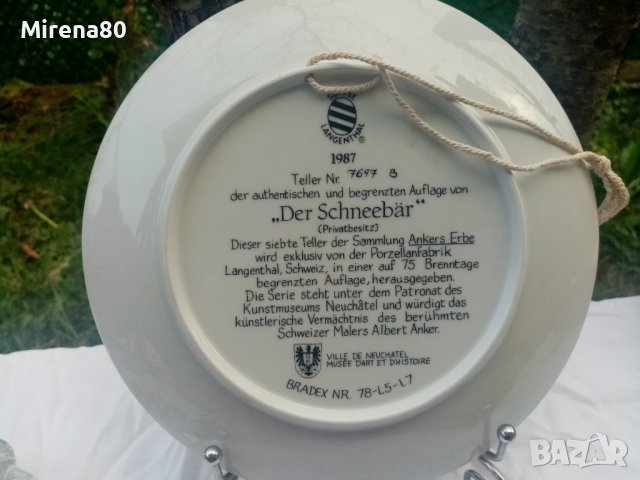 Mirena80
LANGENTHAL
©
1987
Teller Nr. 7697 B
der authentischen und begrenzten Auflage von
„Der Schneebär“
(Privatbesitz)
Dieser siebte Teller der Sammlung Ankers Erbe
wird exklusiv von der Porzellanfabrik
Langenthal, Schweiz, in einer auf 75 Brenntage
begrenzten Auflage, herausgegeben.
Die Serie steht unter dem Patronat des
Kunstmuseums Neuchâtel und würdigt das
künstlerische Vermächtnis des berühmten
Schweizer Malers Albert Anker.
VILLE DE NEUCHATEL
MUSÉE D'ART ET D'HISTOIRE
BRADEX NR. 78-L5-1.7
BAZAR